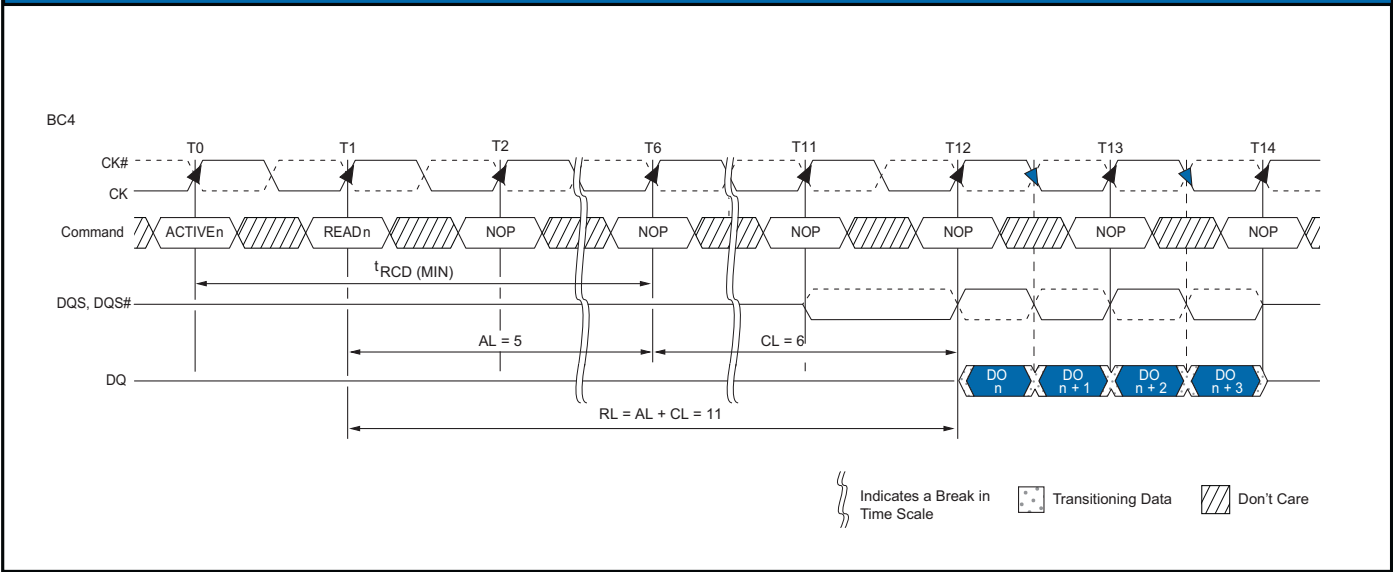 BC4
T0 T1 T2 T6 T11 T12 T13 T14
CK#
CK
Command ACTIVE n READ n NOP NOP NOP NOP NOP NOP
tRCD (MIN)
DQS, DQS#
AL = 5 CL = 6
DQ DO n DO n + 1 DO n + 2 DO n + 3
RL = AL + CL = 11
Indicates a Break in
Time Scale
Transitioning Data
Don't Care